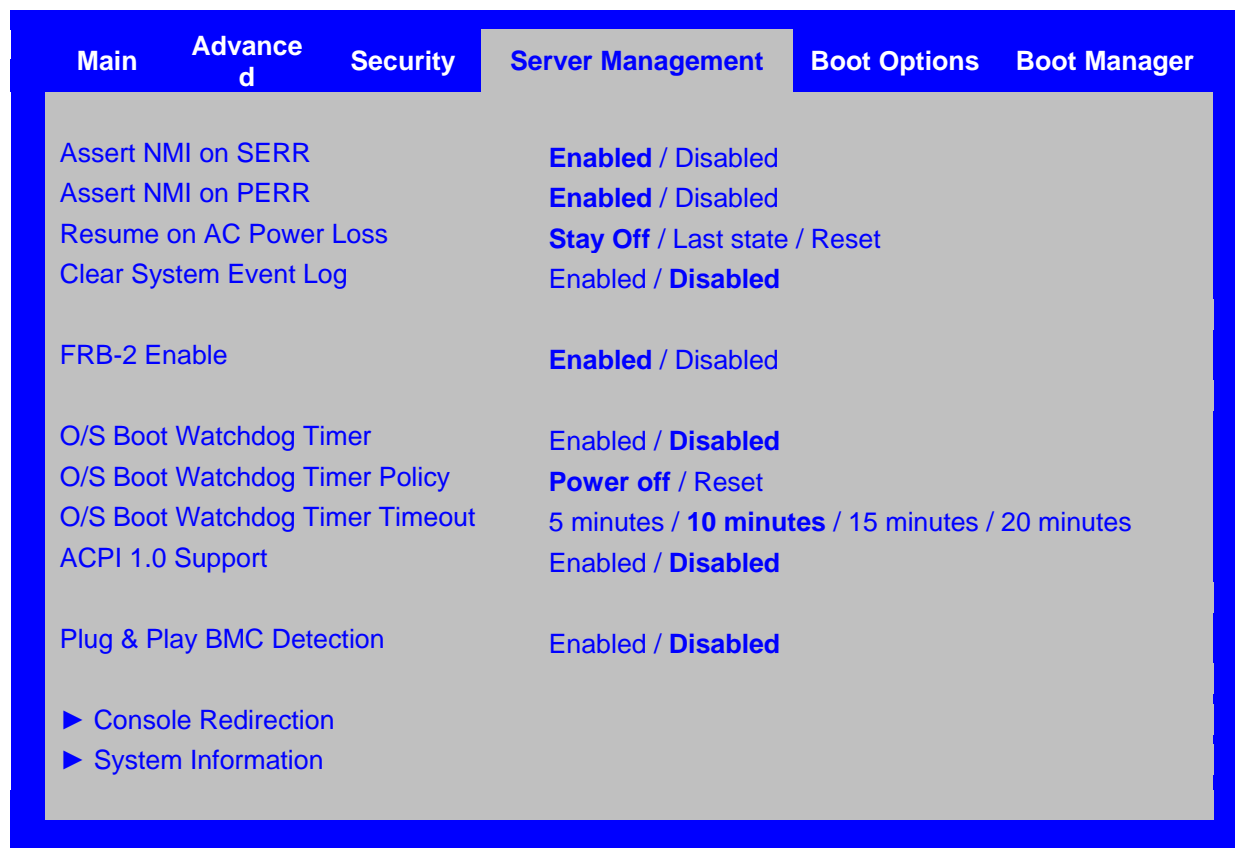 Main Advance
d Security Server Management Boot Options Boot Manager
Assert NMI on SERR Enabled / Disabled
Assert NMI on PERR Enabled / Disabled
Resume on AC Power Loss Stay Off / Last state / Reset
Clear System Event Log Enabled / Disabled
FRB-2 Enable Enabled / Disabled
O/S Boot Watchdog Timer Enabled / Disabled
O/S Boot Watchdog Timer Policy Power off / Reset
O/S Boot Watchdog Timer Timeout 5 minutes / 10 minutes / 15 minutes / 20 minutes
ACPI 1.0 Support Enabled / Disabled
Plug & Play BMC Detection Enabled / Disabled
► Console Redirection
► System Information